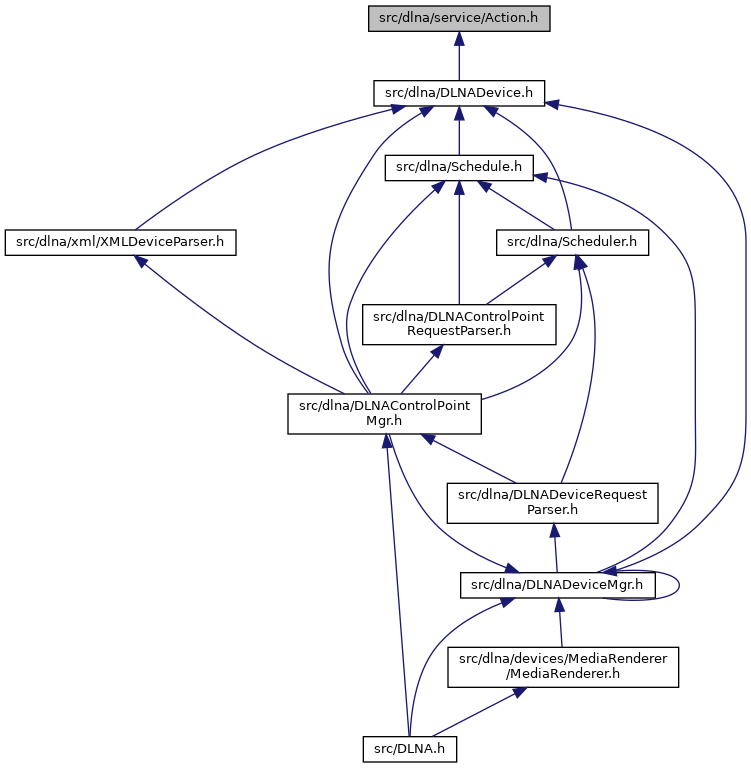 src/dlna/service/Action.h
src/dlna/DLNADevice.h
src/dlna/Schedule.h
src/dlna/xml/XMLDeviceParser.h
src/dlna/Scheduler.h
src/dlna/DLNAControlPoint
RequestParser.h
src/dlna/DLNAControlPoint
Mgr.h
src/dlna/DLNADeviceRequest
Parser.h
src/dlna/DLNADeviceMgr.h
src/dlna/devices/MediaRenderer
/MediaRenderer.h
src/DLNA.h